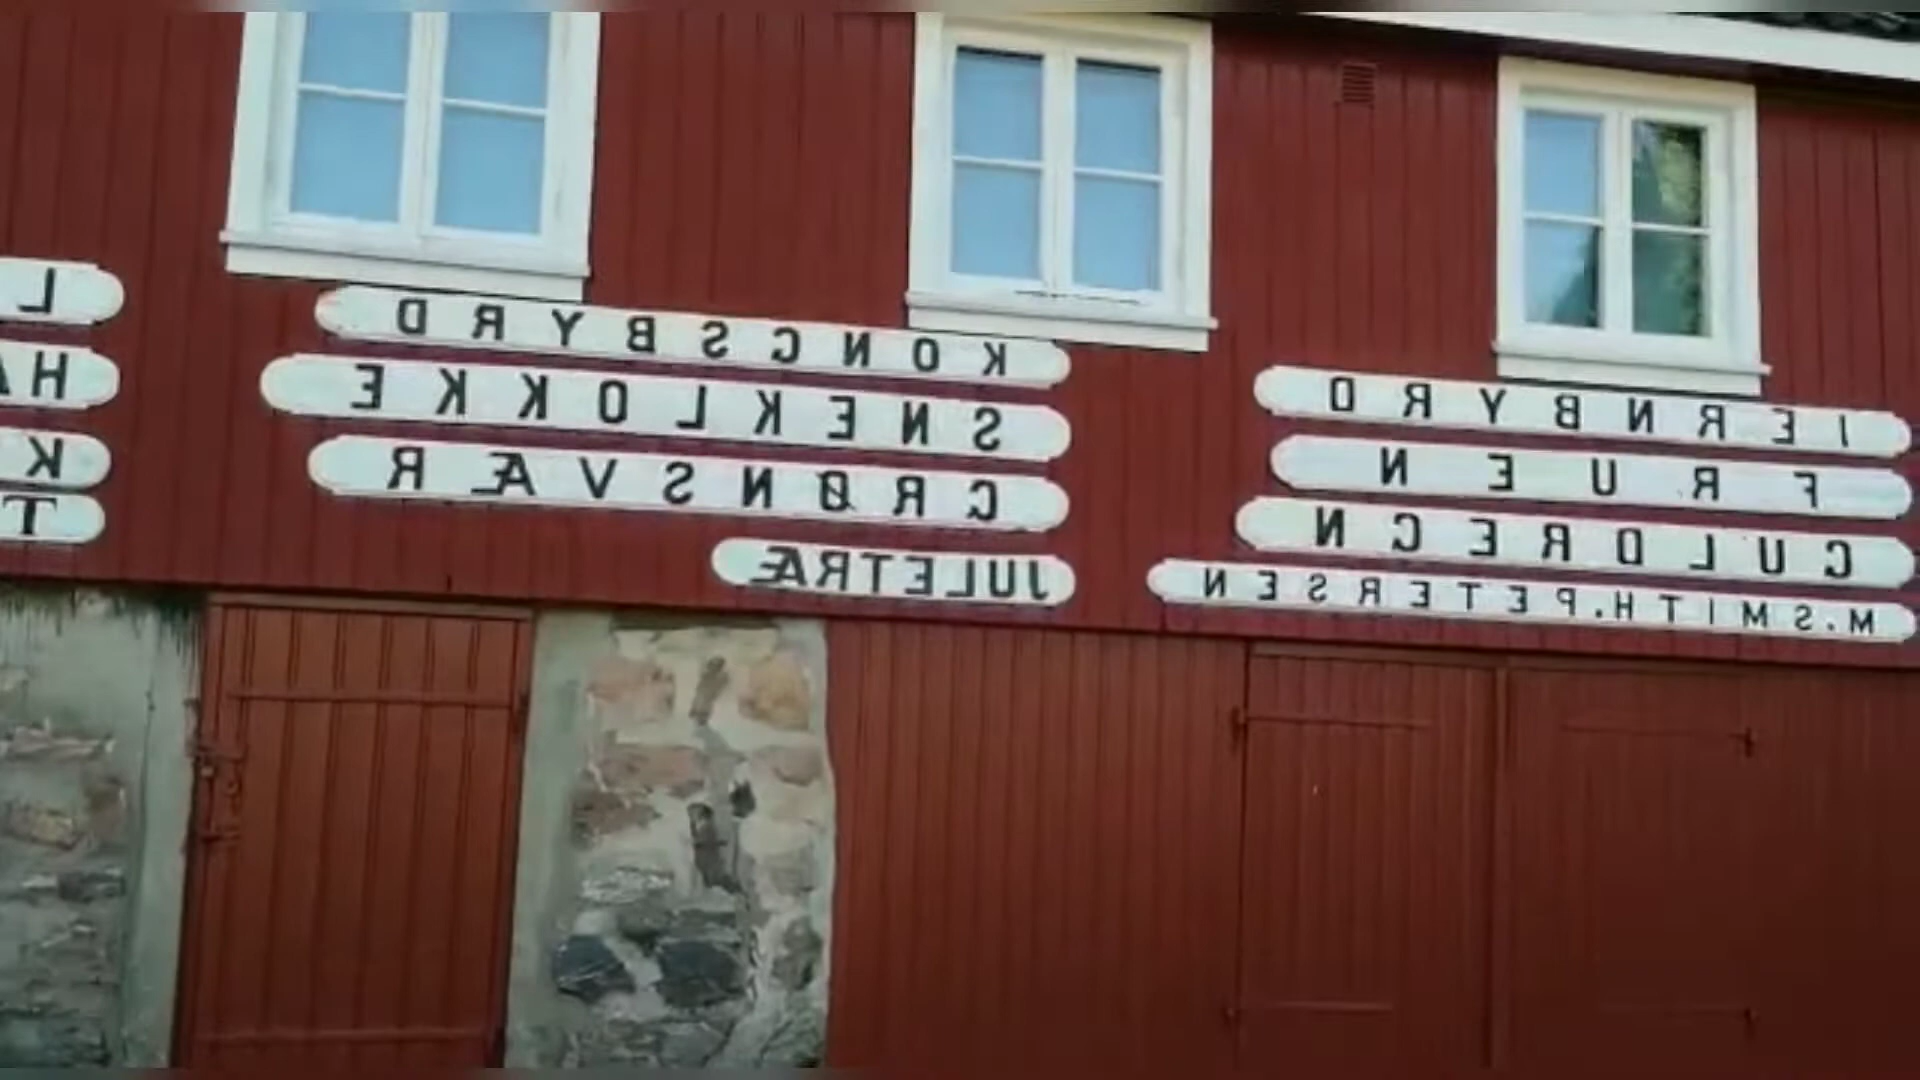 IERNBYRD
FRUEN
GULDREGN
M.SMITH.PETERSEN
KONGSBYRD
SNEKLOKKE
GRØNSVÆR
JULETRÆ
L
H
K
T